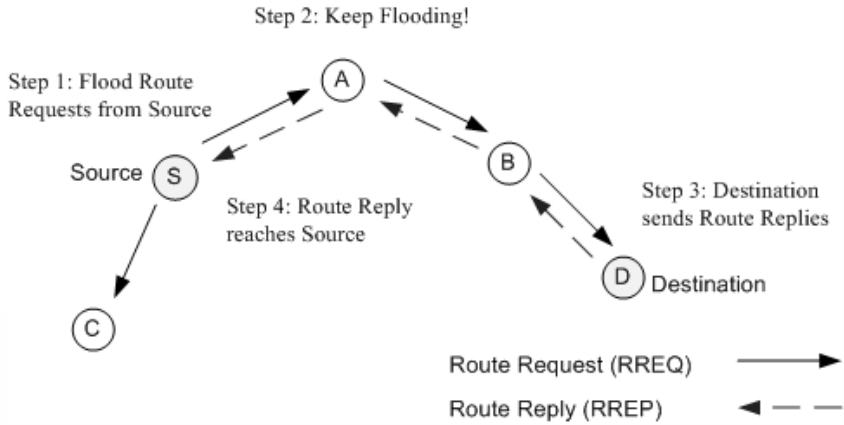 Step 2: Keep Flooding!
A
Step 1: Flood Route
Requests from Source
B
Source
S
Step 3: Destination
sends Route Replies
Step 4: Route Reply
reaches Source
D
Destination
C
Route Request (RREQ)
Route Reply (RREP)